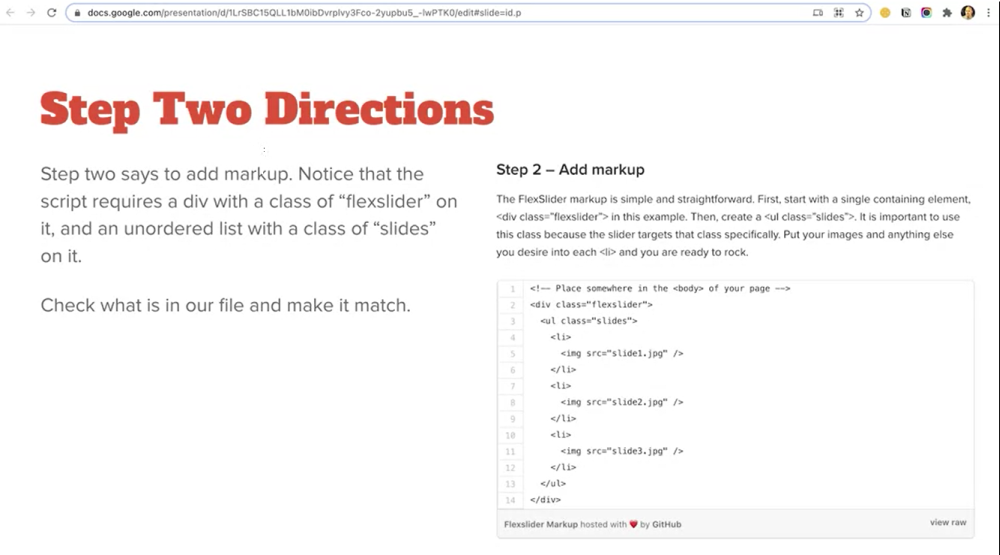 docs.google.com/presentation/d/1LrSBC15QLL1bM0ibDvrplvy3Fco-2yupbu5_-lwPTK0/edit#slide=id.p
Step Two Directions
Step two says to add markup. Notice that the
script requires a div with a class of “flexslider” on
it, and an unordered list with a class of “slides”
on it.
Check what is in our file and make it match.
Step 2 – Add markup
The FlexSlider markup is simple and straightforward. First, start with a single containing element,
<div class="flexslider"> in this example. Then, create a <ul class="slides">. It is important to use
this class because the slider targets that class specifically. Put your images and anything else
you desire into each <li> and you are ready to rock.
1 <!-- Place somewhere in the <body> of your page -->
2 <div class="flexslider">
3 <ul class="slides">
4 <li>
5 <img src="slide1.jpg" />
6 </li>
7 <li>
8 <img src="slide2.jpg" />
9 </li>
10 <li>
11 <img src="slide3.jpg" />
12 </li>
13 </ul>
14 </div>
Flexslider Markup hosted with ❤ by GitHub
view raw